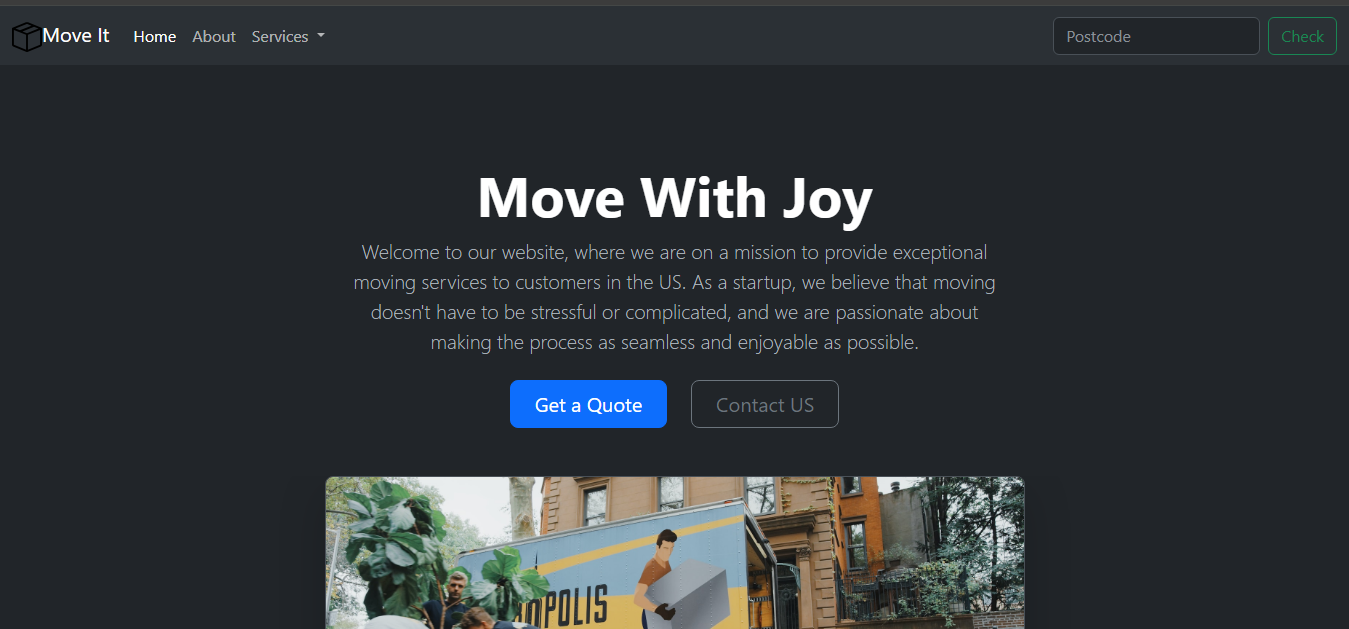 Move It Home About Services Postcode Check
Move With Joy
Welcome to our website, where we are on a mission to provide exceptional
moving services to customers in the US. As a startup, we believe that moving
doesn't have to be stressful or complicated, and we are passionate about
making the process as seamless and enjoyable as possible.
Get a Quote Contact US